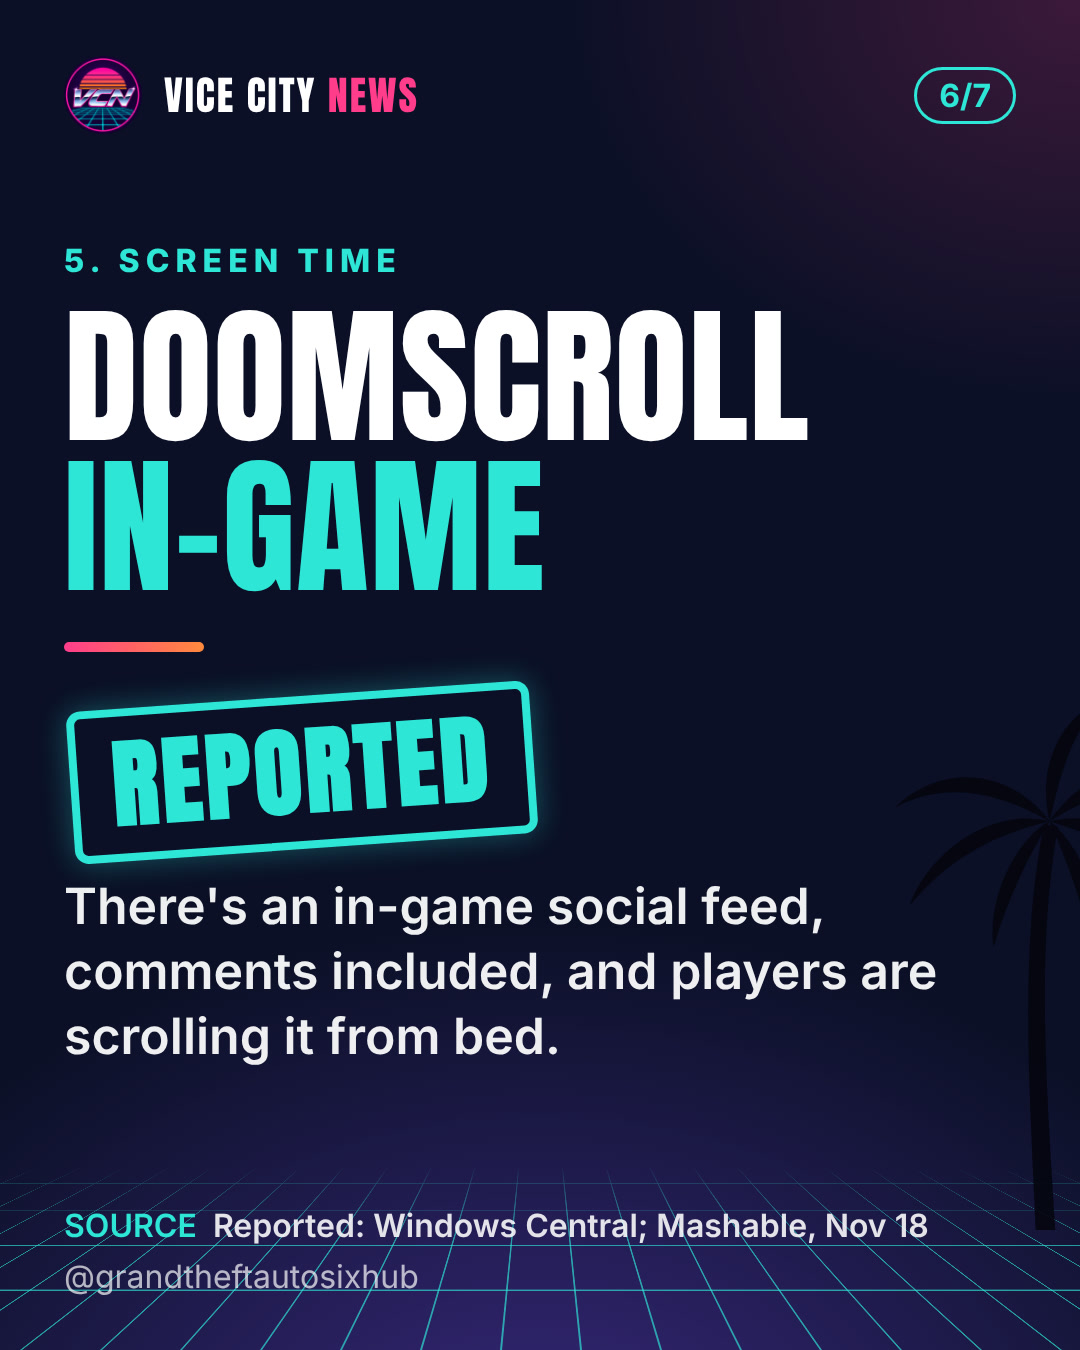 VCN
VICE CITY NEWS
6/7
5. SCREEN TIME
DOOMSCROLL
IN-GAME
REPORTED
There's an in-game social feed,
comments included, and players are
scrolling it from bed.
SOURCE Reported: Windows Central; Mashable, Nov 18
@grandtheftautosixhub